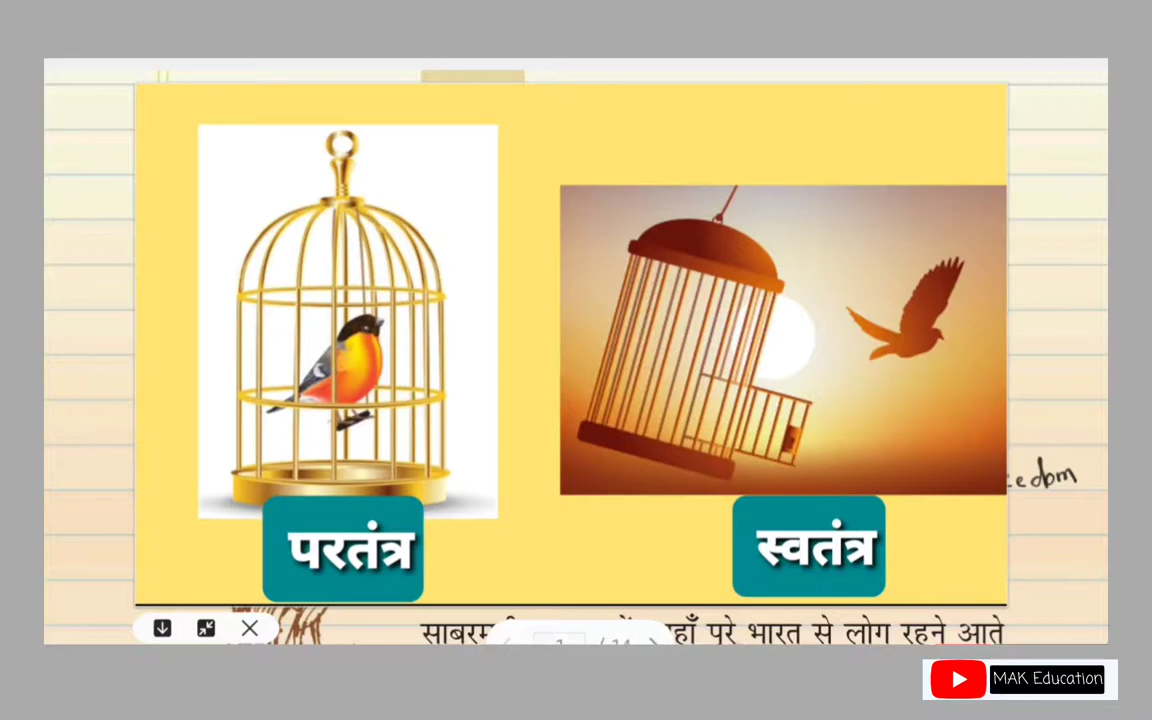 परतंत्र
स्वतंत्र
हाँ पूरे भारत से लोग रहने आते
MAK Education